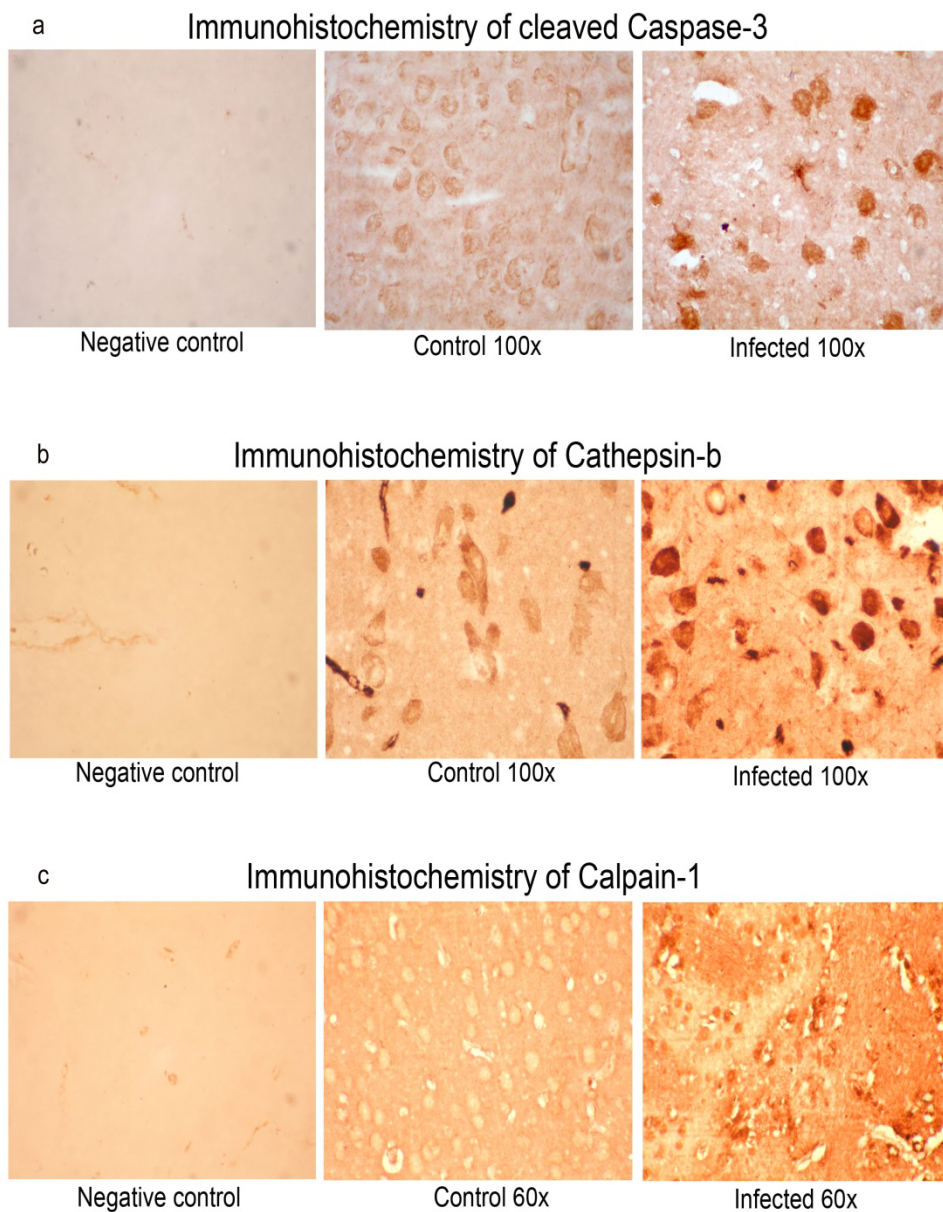 a
Immunohistochemistry of cleaved Caspase-3
Negative control
Control 100x
Infected 100x
b
Immunohistochemistry of Cathepsin-b
Negative control
Control 100x
Infected 100x
c
Immunohistochemistry of Calpain-1
Negative control
Control 60x
Infected 60x